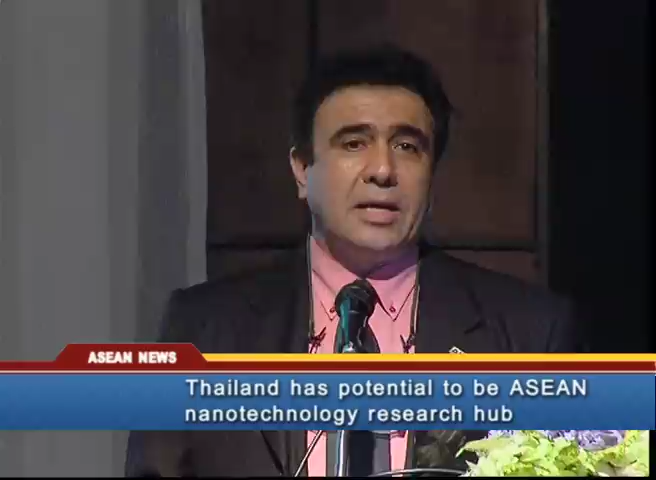 ASEAN NEWS
Thailand has potential to be ASEAN
nanotechnology research hub